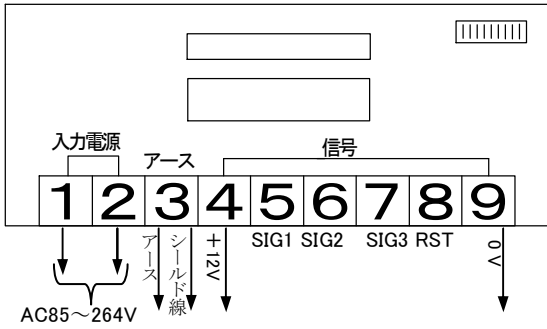 入力電源
アース
信号
1 2 3 4 5 6 7 8 9
アース
シールド線
+12V
SIG1 SIG2 SIG3 RST
0V
AC85～264V